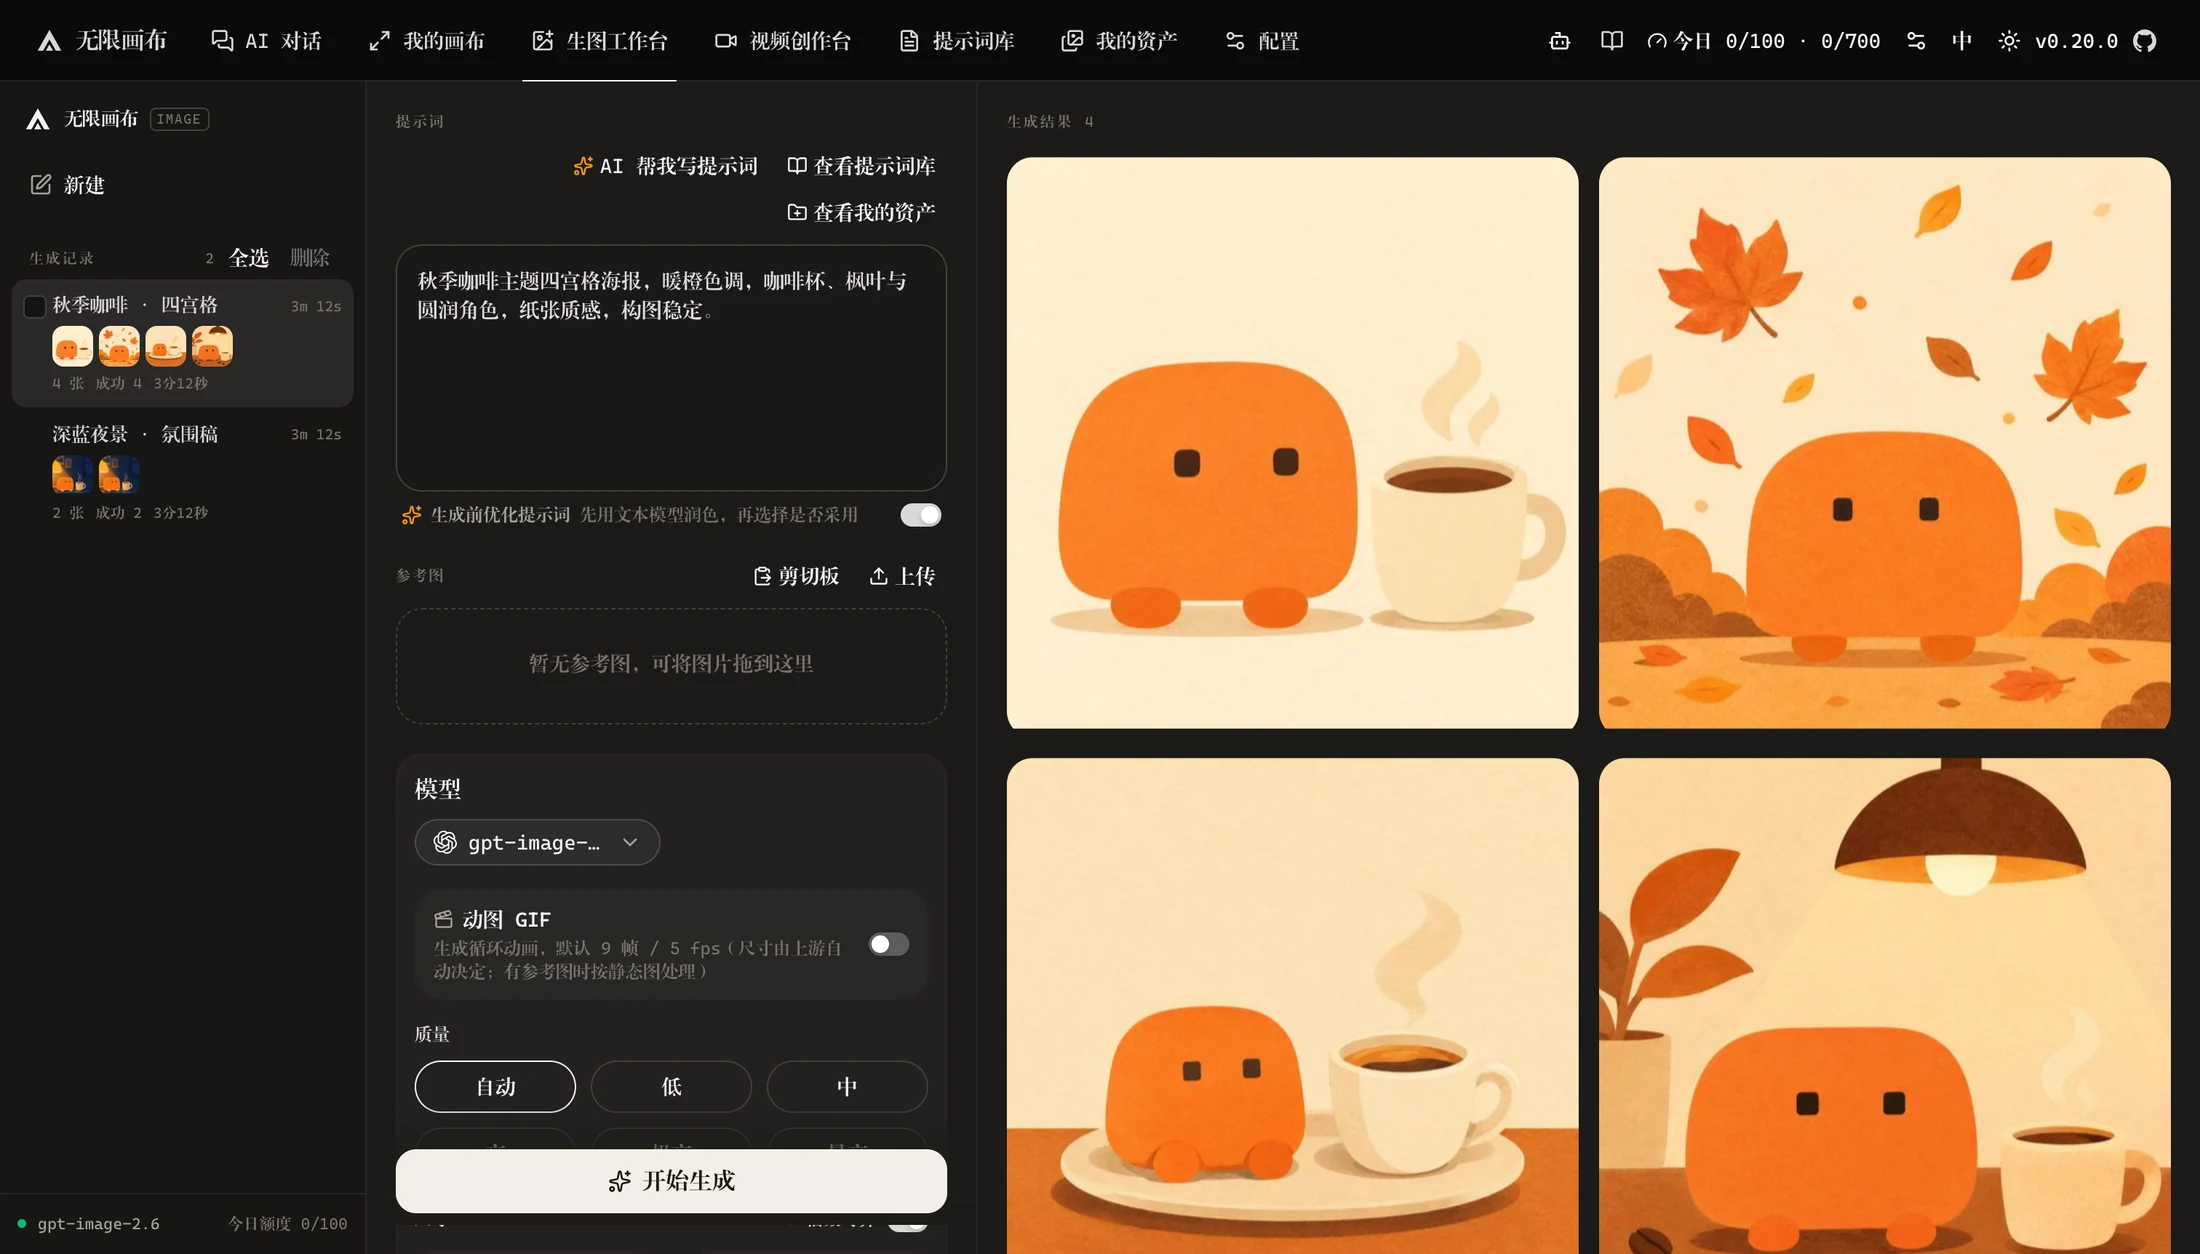 无限画布
AI 对话
我的画布
生图工作台
视频创作台
提示词库
我的资产
配置
今日 0/100 · 0/700
中
v0.20.0
无限画布 IMAGE
新建
生成记录 2 全选 删除
秋季咖啡 · 四宫格 3m 12s
4 张 成功 4 3分12秒
深蓝夜景 · 氛围稿 3m 12s
2 张 成功 2 3分12秒
gpt-image-2.6 今日额度 0/100
提示词
AI 帮我写提示词 查看提示词库
查看我的资产
秋季咖啡主题四宫格海报，暖橙色调，咖啡杯、枫叶与
圆润角色，纸张质感，构图稳定。
生成前优化提示词 先用文本模型润色，再选择是否采用
参考图 剪切板 上传
暂无参考图，可将图片拖到这里
模型
gpt-image-…
动图 GIF
生成循环动画，默认 9 帧 / 5 fps（尺寸由上游自
动决定；有参考图时按静态图处理）
质量
自动 低 中
开始生成
生成结果 4